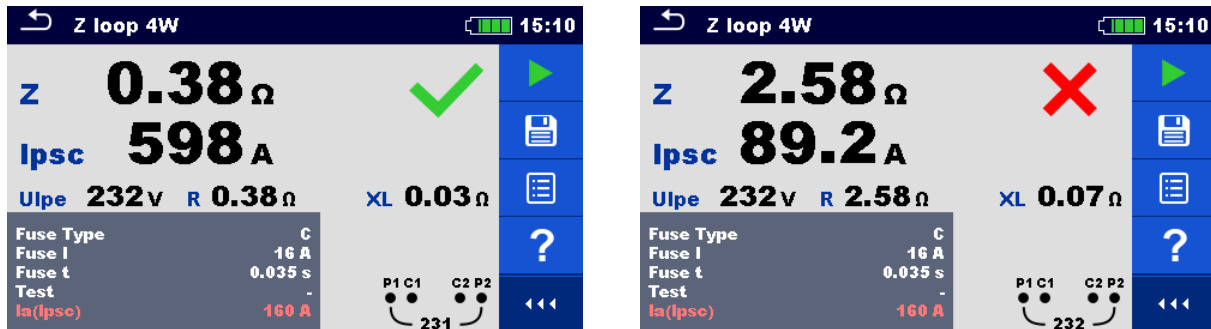 Z loop 4W 15:10
Z 0.38 Ω
Ipsc 598 A
Ulpe 232 V R 0.38 Ω XL 0.03 Ω
Fuse Type C
Fuse I 16 A
Fuse t 0.035 s
Test -
Ia(Ipsc) 160 A
P1 C1 C2 P2
231
?
Z loop 4W 15:10
Z 2.58 Ω
Ipsc 89.2 A
Ulpe 232 V R 2.58 Ω XL 0.07 Ω
Fuse Type C
Fuse I 16 A
Fuse t 0.035 s
Test -
Ia(Ipsc) 160 A
P1 C1 C2 P2
232
?